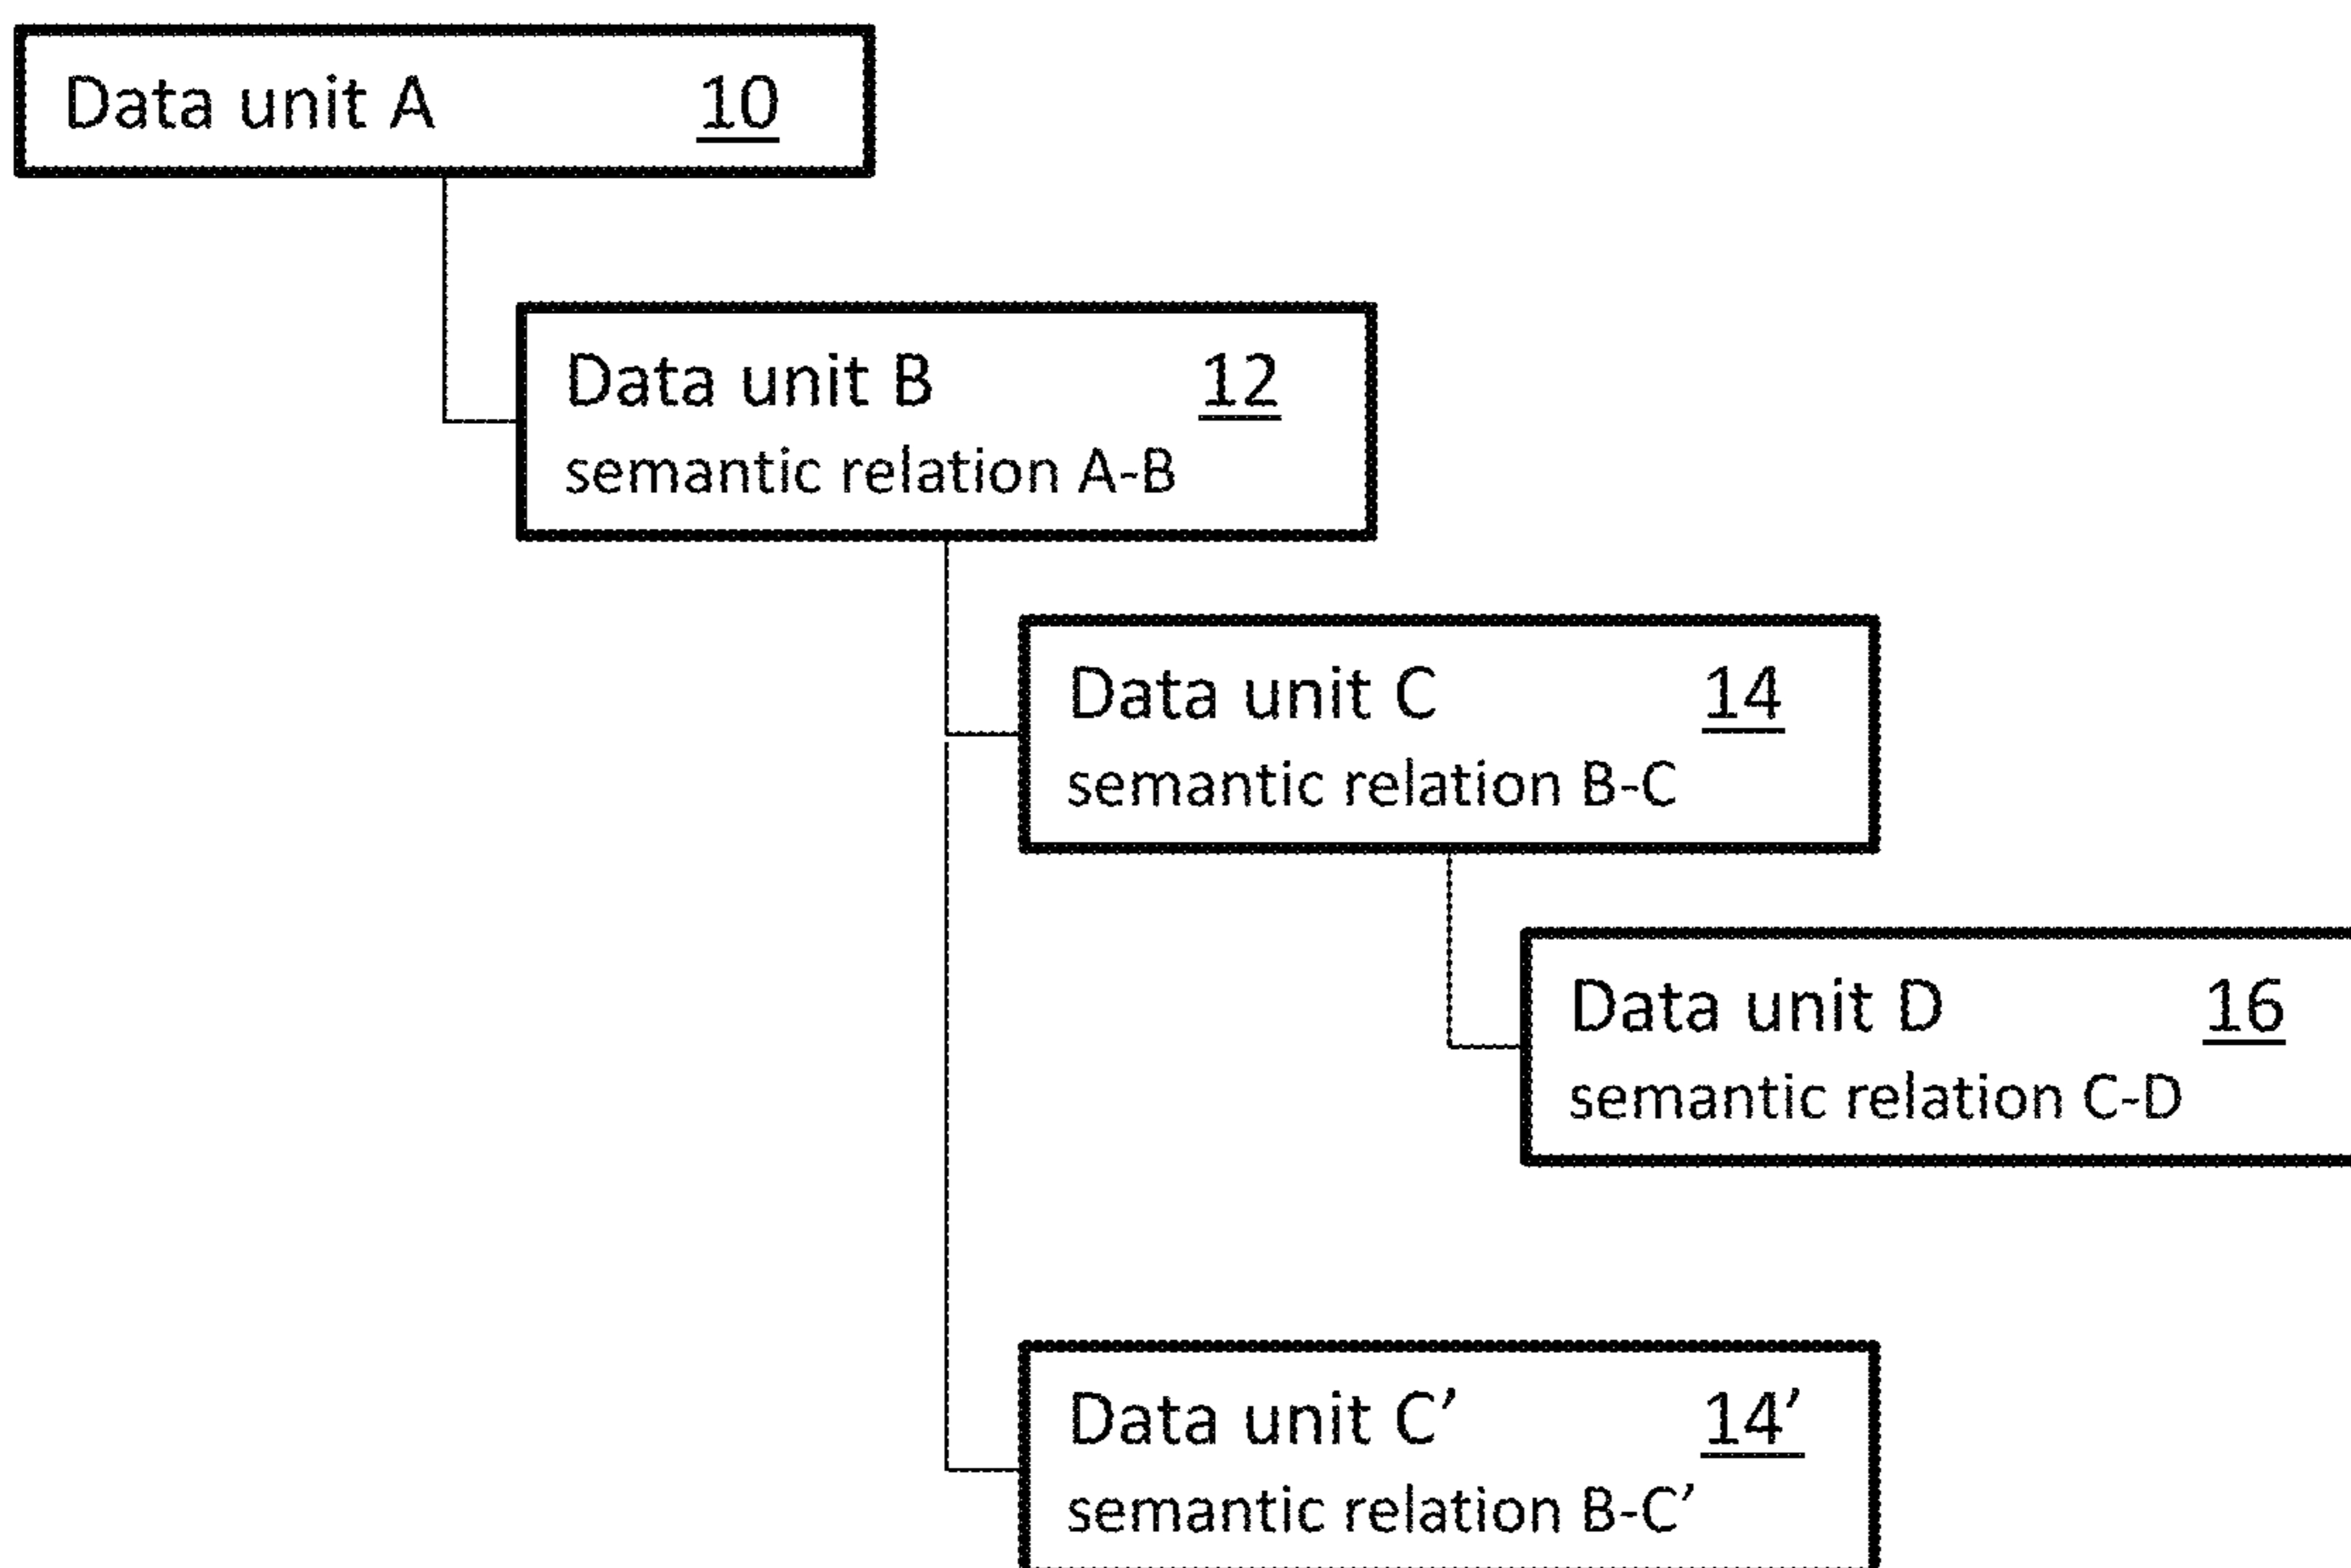 Data unit A 10
Data unit B 12
semantic relation A-B
Data unit C 14
semantic relation B-C
Data unit D 16
semantic relation C-D
Data unit C’ 14’
semantic relation B-C’